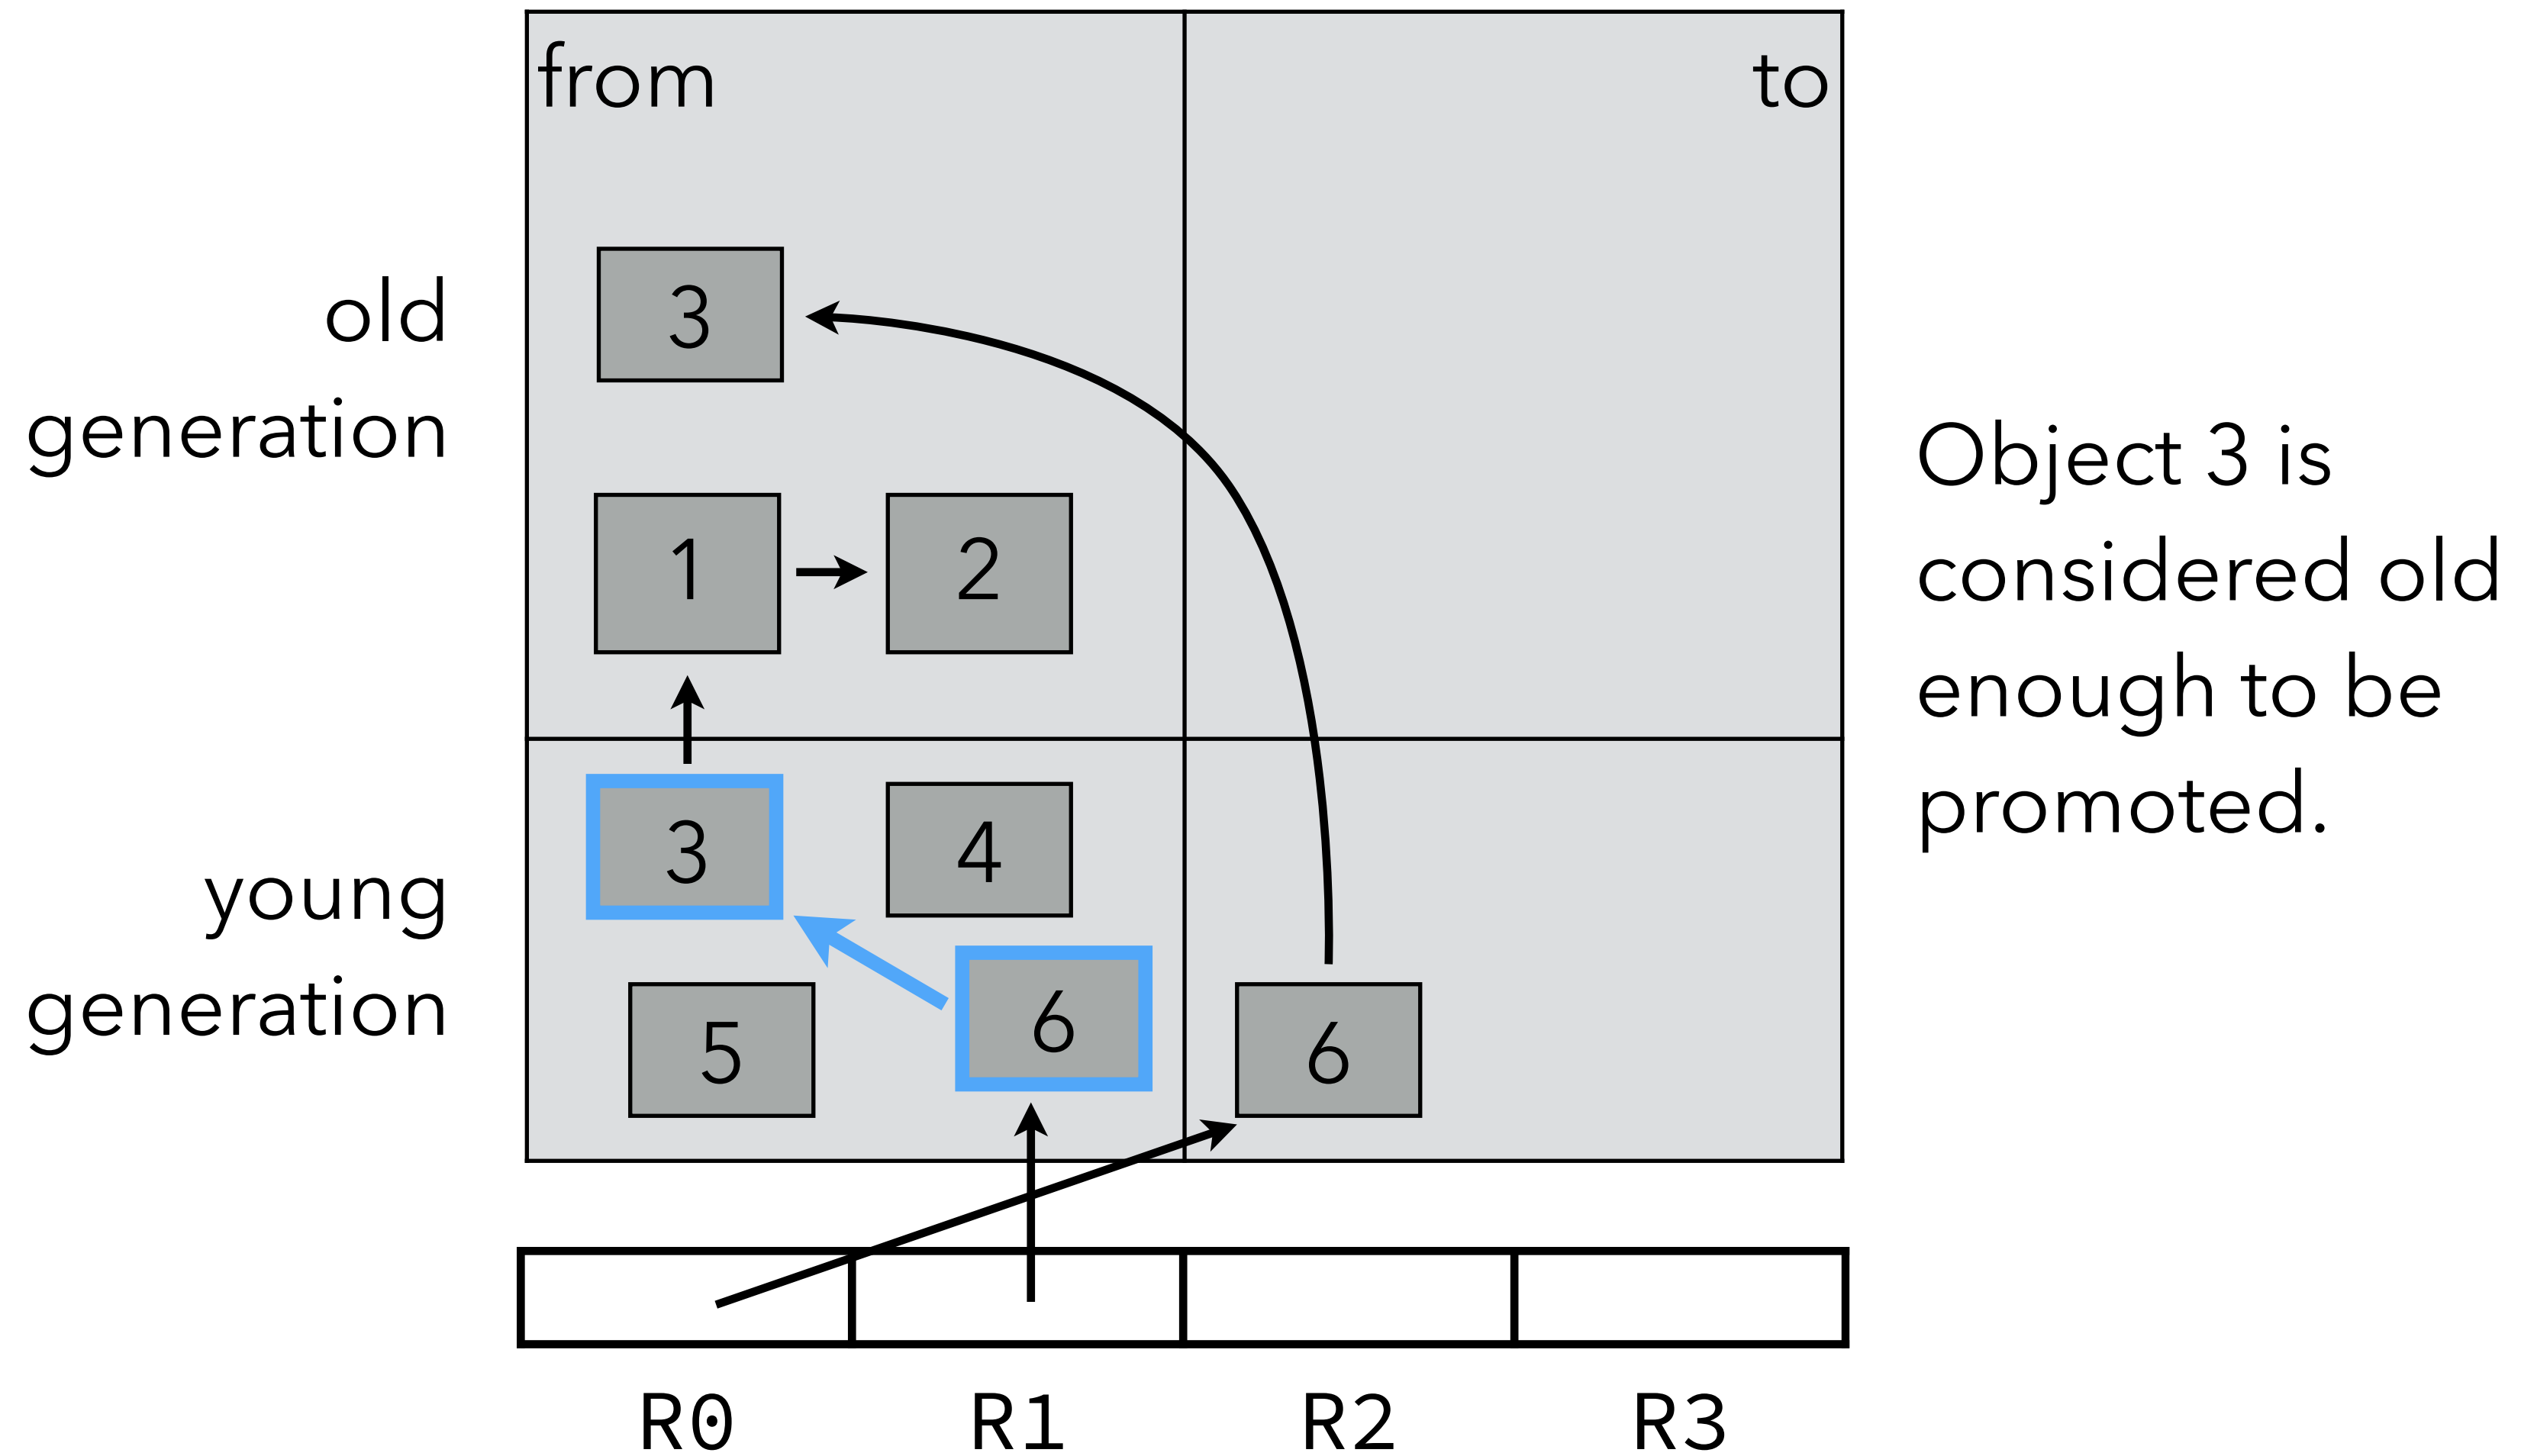 from
to
old
generation
3
1
2
Object 3 is
considered old
enough to be
promoted.
young
generation
3
4
5
6
6
R0
R1
R2
R3